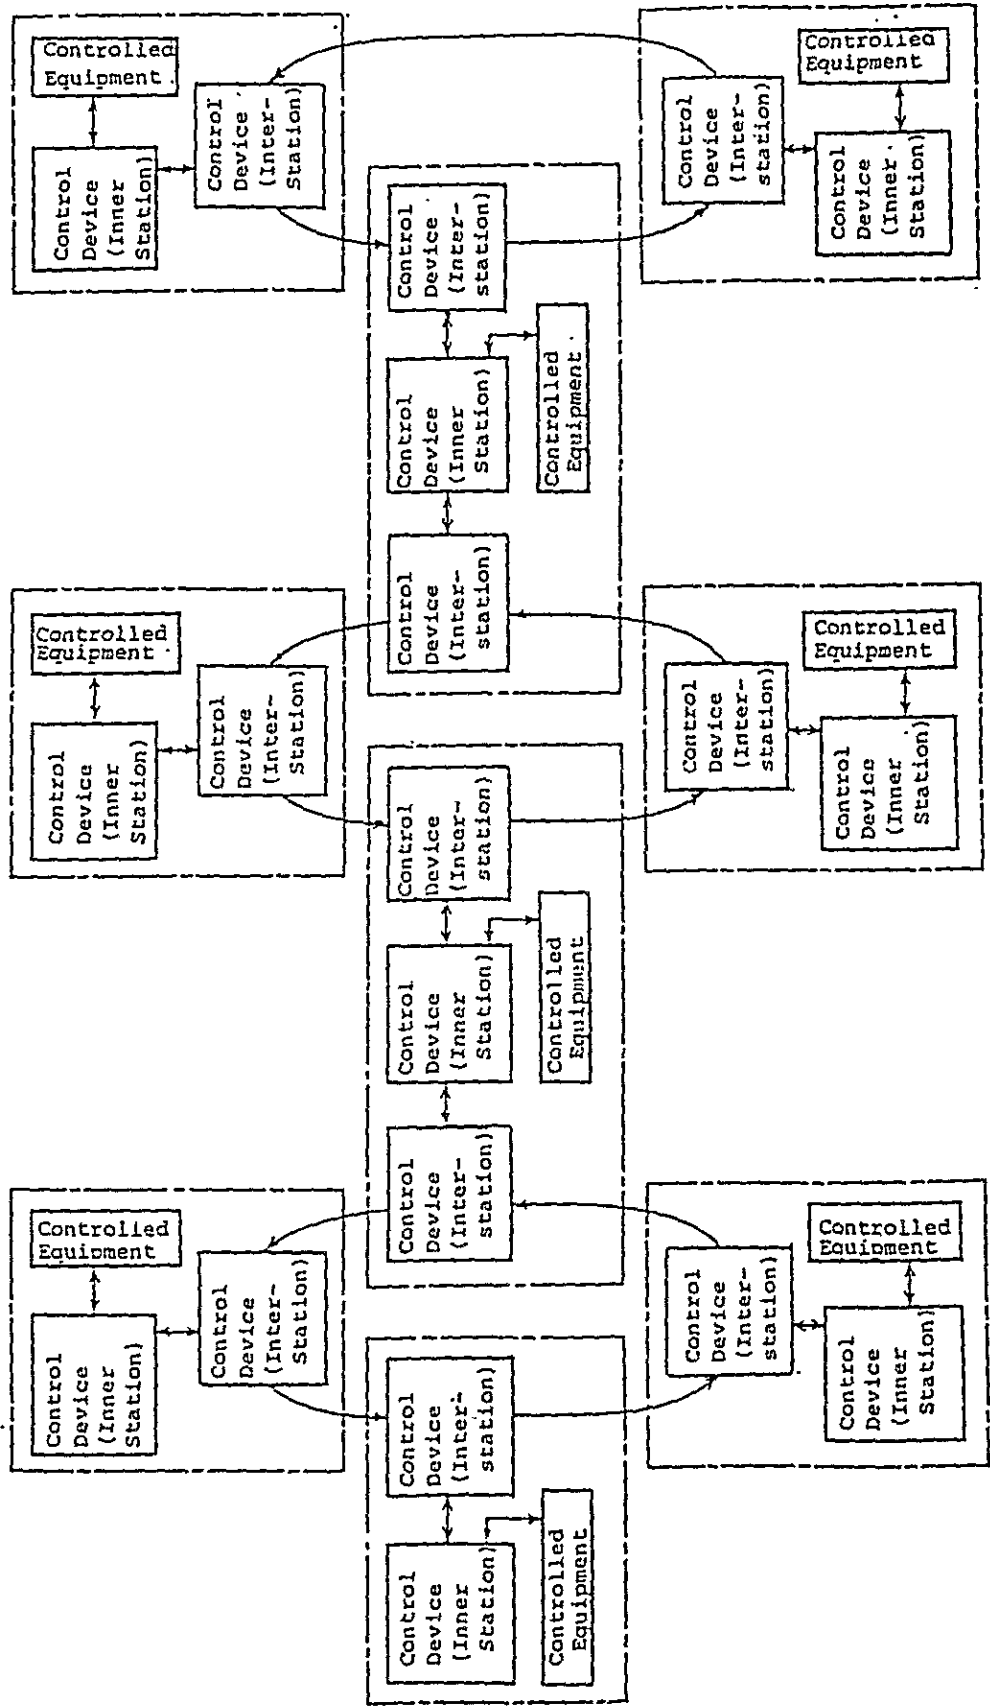 Control
Device
(Inner
Station)
Controlled
Equipment
Control
Device
(Inter-
Station)
Control
Device
(Inner
Station)
Controlled
Equipment
Control
Device
(Inter-
Station)
Control
Device
(Inner
Station)
Controlled
Equipment
Control
Device
(Inter-
Station)
Control
Device
(Inner
Station)
Control
Device
(Inter-
station)
Controlled
Equipment
Control
Device
(Inter-
station)
Control
Device
(Inner
Station)
Control
Device
(Inter-
station)
Controlled
Equipment
Control
Device
(Inter-
station)
Control
Device
(Inner
Station)
Control
Device
(Inter-
station)
Controlled
Equipment
Control
Device
(Inter-
station)
Control
Device
(Inner
Station)
Controlled
Equipment
Control
Device
(Inter-
station)
Control
Device
(Inner
Station)
Controlled
Equipment
Control
Device
(Inter-
station)
Control
Device
(Inner
Station)
Controlled
Equipment